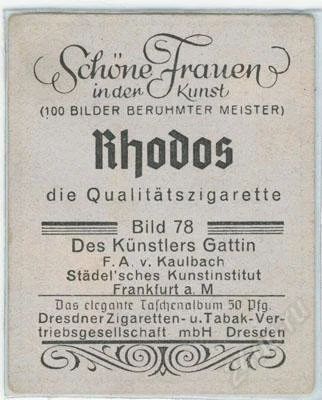 Schöne Frauen
in der Kunst
(100 BILDER BERÜHMTER MEISTER)
Rhodos
die Qualitätszigarette
Bild 78
Des Künstlers Gattin
F. A. v. Kaulbach
Städel'sches Kunstinstitut
Frankfurt a. M
Das elegante Taschenalbum 50 Pfg.
Dresdner Zigaretten- u. Tabak-Ver-
triebsgesellschaft mbH Dresden